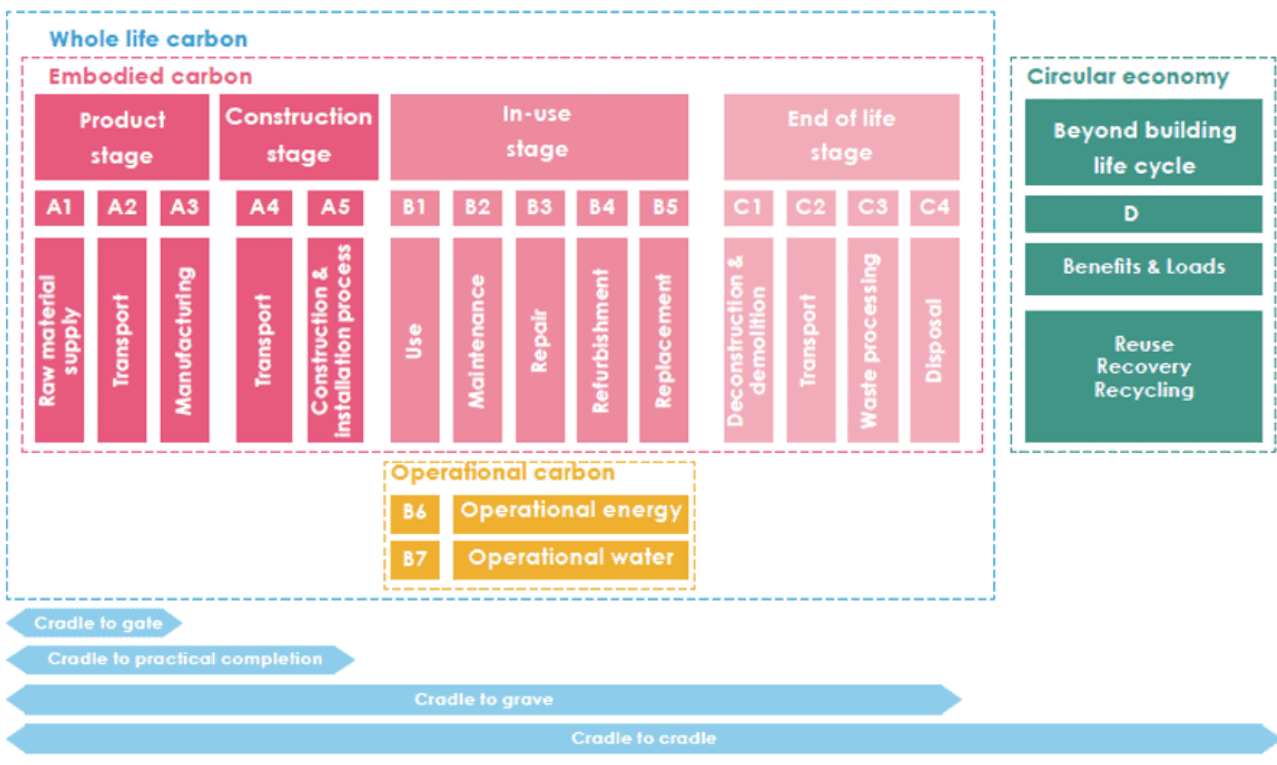 Whole life carbon
Embodied carbon
Circular economy
Product
stage
Construction
stage
In-use
stage
End of life
stage
Beyond building
life cycle
A1
A2
A3
A4
A5
B1
B2
B3
B4
B5
C1
C2
C3
C4
D
Raw material
supply
Transport
Manufacturing
Transport
Construction &
installation process
Use
Maintenance
Repair
Refurbishment
Replacement
Deconstruction &
demolition
Transport
Waste processing
Disposal
Benefits & Loads
Reuse
Recovery
Recycling
Operational carbon
B6
Operational energy
B7
Operational water
Cradle to gate
Cradle to practical completion
Cradle to grave
Cradle to cradle